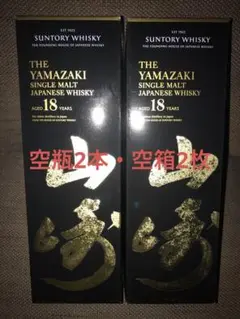 EST 1923
SUNTORY WHISKY
THE FOUNDING HOUSE OF JAPANESE WHISKY
THE
YAMAZAKI
SINGLE MALT
JAPANESE WHISKY
AGED 18 YEARS
山崎
EST 1923
SUNTORY WHISKY
THE FOUNDING HOUSE OF JAPANESE WHISKY
THE
YAMAZAKI
SINGLE MALT
JAPANESE WHISKY
AGED 18 YEARS
山崎
空瓶2本・空箱2枚